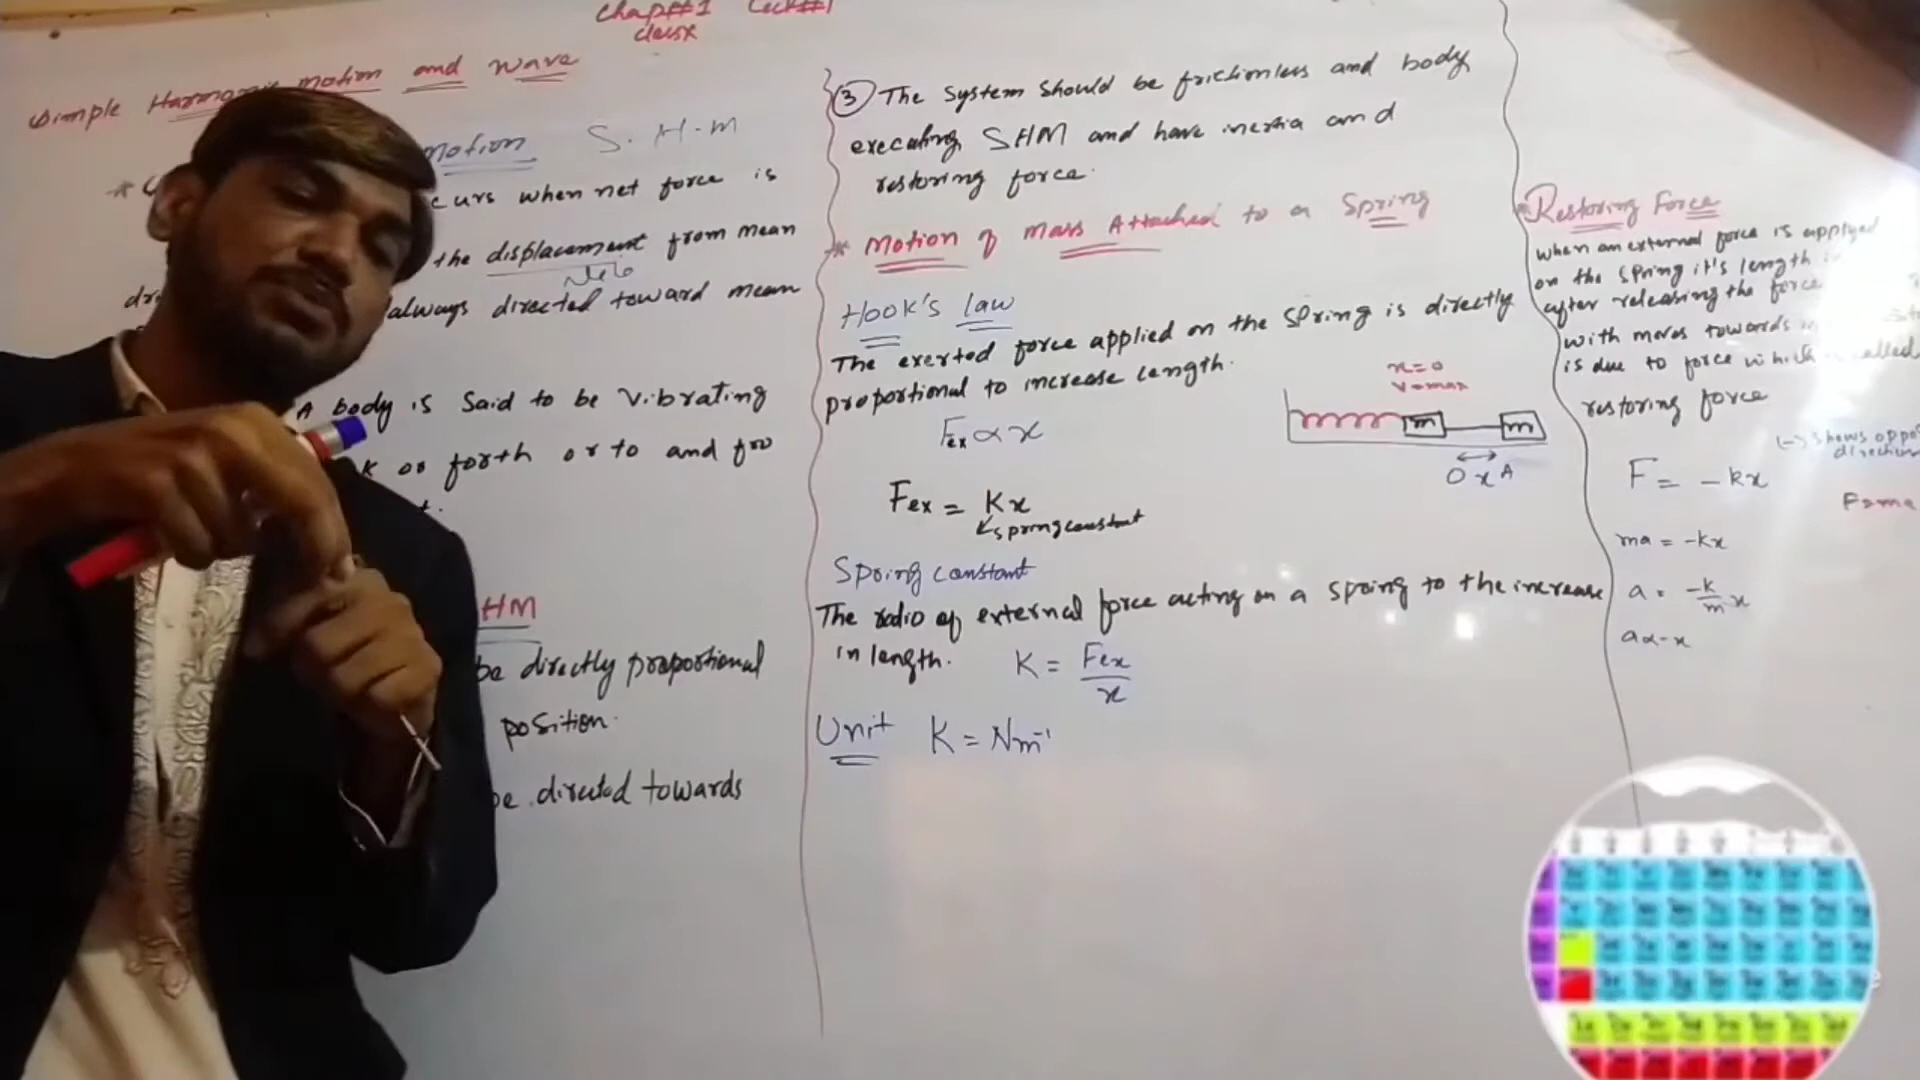 Chap#1 Lect#1
class X
Simple Harmonic Motion and wave
Motion S.H.M
curs when net force is
the displacement from mean
always directed toward mean
A body is said to be Vibrating
k or forth or to and fro
HM
be directly proportional
position.
be directed towards
③ The System Should be frictionless and body
executing SHM and have inertia and
restoring force.
* Motion of mass Attached to a Spring
Hook's law
The exerted force applied on the Spring is directly
proportional to increase length.
Fex ∝ x
Fex = Kx
K spring constant
x=0
V=max
m m
O x A
Spring constant
The ratio of external force acting on a spring to the increase
in length. K = Fex/x
Unit K = Nm⁻¹
Restoring Force
when an external force is applyed
on the spring it's length
after releasing the force
with moves towards
is due to force which called
restoring force
(-) shows oppo
direction
F = -kx
F=ma
ma = -kx
a = -k/m x
a ∝ -x